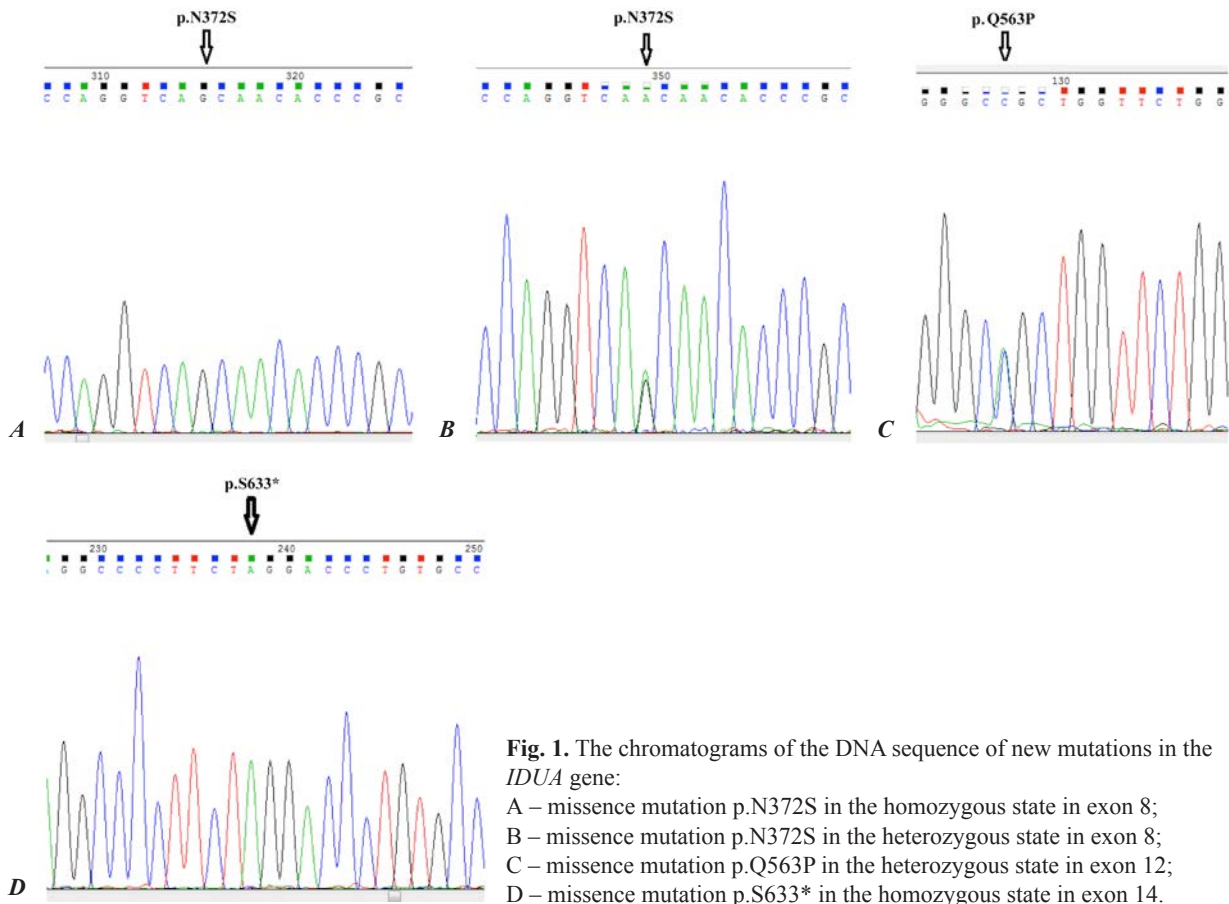 p.N372S
310 320
C C A G G T C A G C A A C A C C C G C
A
p.N372S
350
C C A G G T C A A C A A C A C C C G C
B
p.Q563P
130
G G G C C G C T G G T T C T G G
C
p.S633*
230 240 250
G G C C C C T T C T A G G A C C C T G T G C C
D
Fig. 1. The chromatograms of the DNA sequence of new mutations in the
IDUA gene:
A – missence mutation p.N372S in the homozygous state in exon 8;
B – missence mutation p.N372S in the heterozygous state in exon 8;
C – missence mutation p.Q563P in the heterozygous state in exon 12;
D – missence mutation p.S633* in the homozygous state in exon 14.